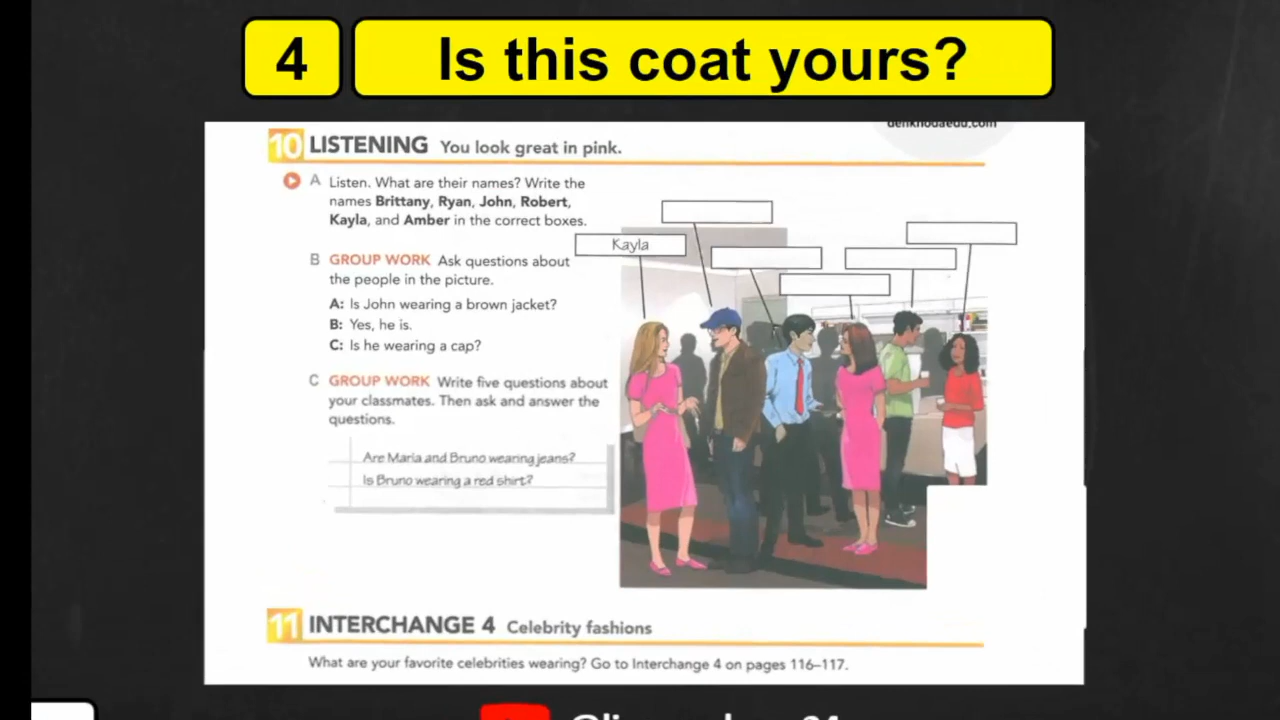 4 Is this coat yours?
denkhodaedu.com
10 LISTENING You look great in pink.
A Listen. What are their names? Write the
names Brittany, Ryan, John, Robert,
Kayla, and Amber in the correct boxes.
Kayla
B GROUP WORK Ask questions about
the people in the picture.
A: Is John wearing a brown jacket?
B: Yes, he is.
C: Is he wearing a cap?
C GROUP WORK Write five questions about
your classmates. Then ask and answer the
questions.
Are Maria and Bruno wearing jeans?
Is Bruno wearing a red shirt?
11 INTERCHANGE 4 Celebrity fashions
What are your favorite celebrities wearing? Go to Interchange 4 on pages 116–117.